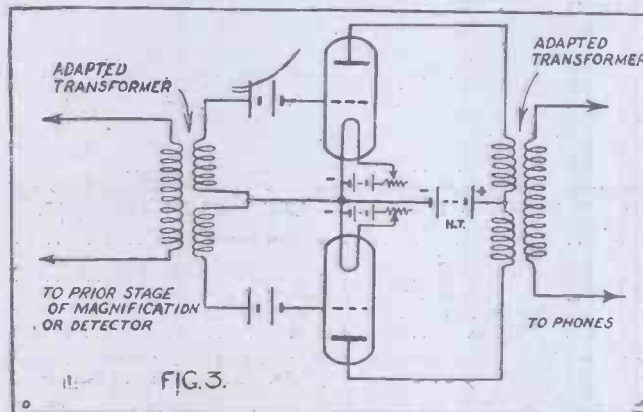 ADAPTED
TRANSFORMER
ADAPTED
TRANSFORMER
-
-
- +
H.T.
TO PRIOR STAGE
OF MAGNIFICATION
OR DETECTOR
TO PHONES
FIG.3.